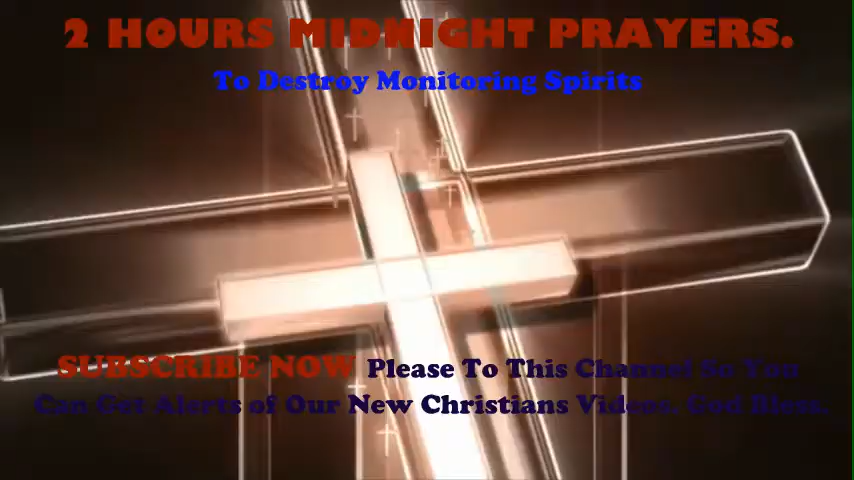 2 HOURS MIDNIGHT PRAYERS.
To Destroy Monitoring Spirits
SUBSCRIBE NOW Please To This Channel So You
Can Get Alerts of Our New Christians Videos. God Bless.